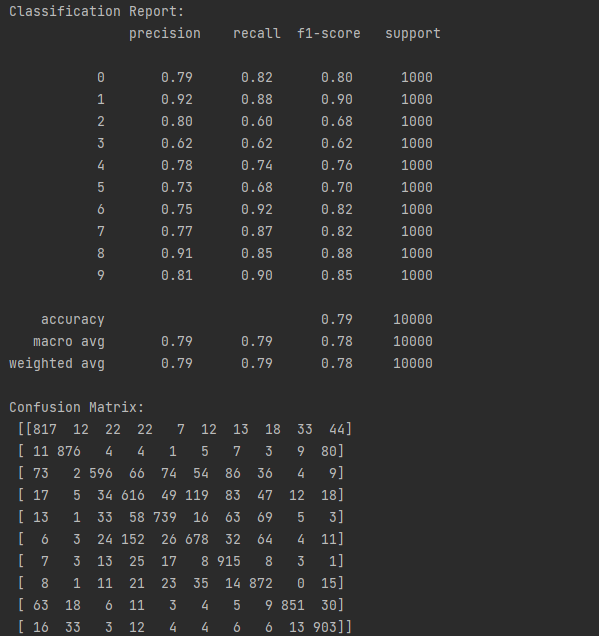 Classification Report:
              precision    recall  f1-score   support

           0       0.79      0.82      0.80      1000
           1       0.92      0.88      0.90      1000
           2       0.80      0.60      0.68      1000
           3       0.62      0.62      0.62      1000
           4       0.78      0.74      0.76      1000
           5       0.73      0.68      0.70      1000
           6       0.75      0.92      0.82      1000
           7       0.77      0.87      0.82      1000
           8       0.91      0.85      0.88      1000
           9       0.81      0.90      0.85      1000

    accuracy                           0.79     10000
   macro avg       0.79      0.79      0.78     10000
weighted avg       0.79      0.79      0.78     10000

Confusion Matrix:
 [[817  12  22  22   7  12  13  18  33  44]
 [ 11 876   4   4   1   5   7   3   9  80]
 [ 73   2 596  66  74  54  86  36   4   9]
 [ 17   5  34 616  49 119  83  47  12  18]
 [ 13   1  33  58 739  16  63  69   5   3]
 [  6   3  24 152  26 678  32  64   4  11]
 [  7   3  13  25  17   8 915   8   3   1]
 [  8   1  11  21  23  35  14 872   0  15]
 [ 63  18   6  11   3   4   5   9 851  30]
 [ 16  33   3  12   4   4   6   6  13 903]]